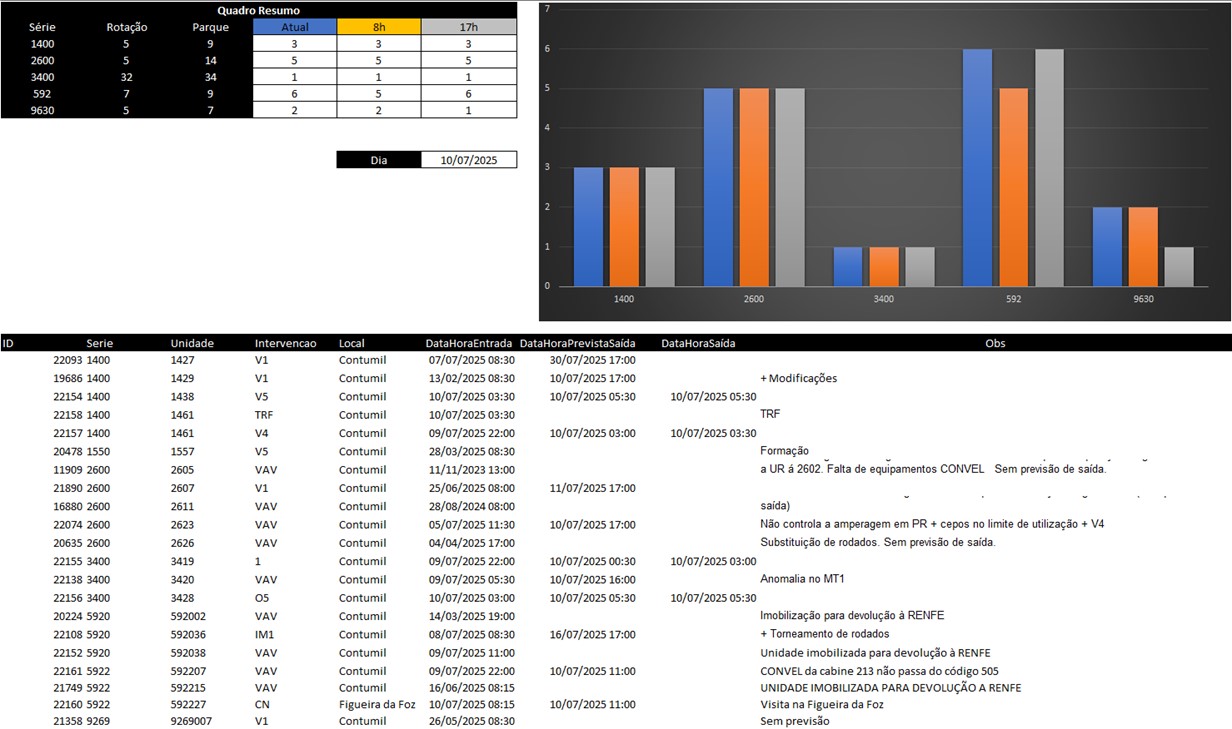 Quadro Resumo
Série Rotação Parque Atual 8h 17h
1400 5 9 3 3 3
2600 5 14 5 5 5
3400 32 34 1 1 1
592 7 9 6 5 6
9630 5 7 2 2 1
Dia 10/07/2025
7
6
5
4
3
2
1
0
1400 2600 3400 592 9630
ID Serie Unidade Intervencao Local DataHoraEntrada DataHoraPrevistaSaída DataHoraSaída Obs
22093 1400 1427 V1 Contumil 07/07/2025 08:30 30/07/2025 17:00
19686 1400 1429 V1 Contumil 13/02/2025 08:30 10/07/2025 17:00 + Modificações
22154 1400 1438 V5 Contumil 10/07/2025 03:30 10/07/2025 05:30 10/07/2025 05:30
22158 1400 1461 TRF Contumil 10/07/2025 03:30 TRF
22157 1400 1461 V4 Contumil 09/07/2025 22:00 10/07/2025 03:00 10/07/2025 03:30
20478 1550 1557 V5 Contumil 28/03/2025 08:30 Formação
11909 2600 2605 VAV Contumil 11/11/2023 13:00 a UR á 2602. Falta de equipamentos CONVEL Sem previsão de saída.
21890 2600 2607 V1 Contumil 25/06/2025 08:00 11/07/2025 17:00
16880 2600 2611 VAV Contumil 28/08/2024 08:00 saída)
22074 2600 2623 VAV Contumil 05/07/2025 11:30 10/07/2025 17:00 Não controla a amperagem em PR + cepos no limite de utilização + V4
20635 2600 2626 VAV Contumil 04/04/2025 17:00 Substituição de rodados. Sem previsão de saída.
22155 3400 3419 1 Contumil 09/07/2025 22:00 10/07/2025 00:30 10/07/2025 03:00
22138 3400 3420 VAV Contumil 09/07/2025 05:30 10/07/2025 16:00 Anomalia no MT1
22156 3400 3428 O5 Contumil 10/07/2025 03:00 10/07/2025 05:30 10/07/2025 05:30
20224 5920 592002 VAV Contumil 14/03/2025 19:00 Imobilização para devolução à RENFE
22108 5920 592036 IM1 Contumil 08/07/2025 08:30 16/07/2025 17:00 + Torneamento de rodados
22152 5920 592038 VAV Contumil 09/07/2025 11:00 Unidade imobilizada para devolução à RENFE
22161 5922 592207 VAV Contumil 09/07/2025 22:00 10/07/2025 11:00 CONVEL da cabine 213 não passa do código 505
21749 5922 592215 VAV Contumil 16/06/2025 08:15 UNIDADE IMOBILIZADA PARA DEVOLUÇÃO A RENFE
22160 5922 592227 CN Figueira da Foz 10/07/2025 08:15 10/07/2025 11:00 Visita na Figueira da Foz
21358 9269 9269007 V1 Contumil 26/05/2025 08:30 Sem previsão